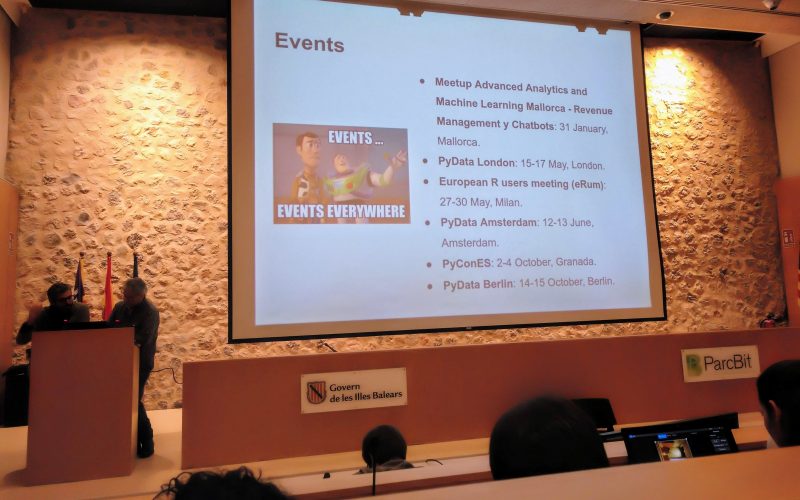 Events
EVENTS ...
EVENTS EVERYWHERE
• Meetup Advanced Analytics and
Machine Learning Mallorca - Revenue
Management y Chatbots: 31 January,
Mallorca.
• PyData London: 15-17 May, London.
• European R users meeting (eRum):
27-30 May, Milan.
• PyData Amsterdam: 12-13 June,
Amsterdam.
• PyConES: 2-4 October, Granada.
• PyData Berlin: 14-15 October, Berlin.
Govern
de les Illes Balears
ParcBit